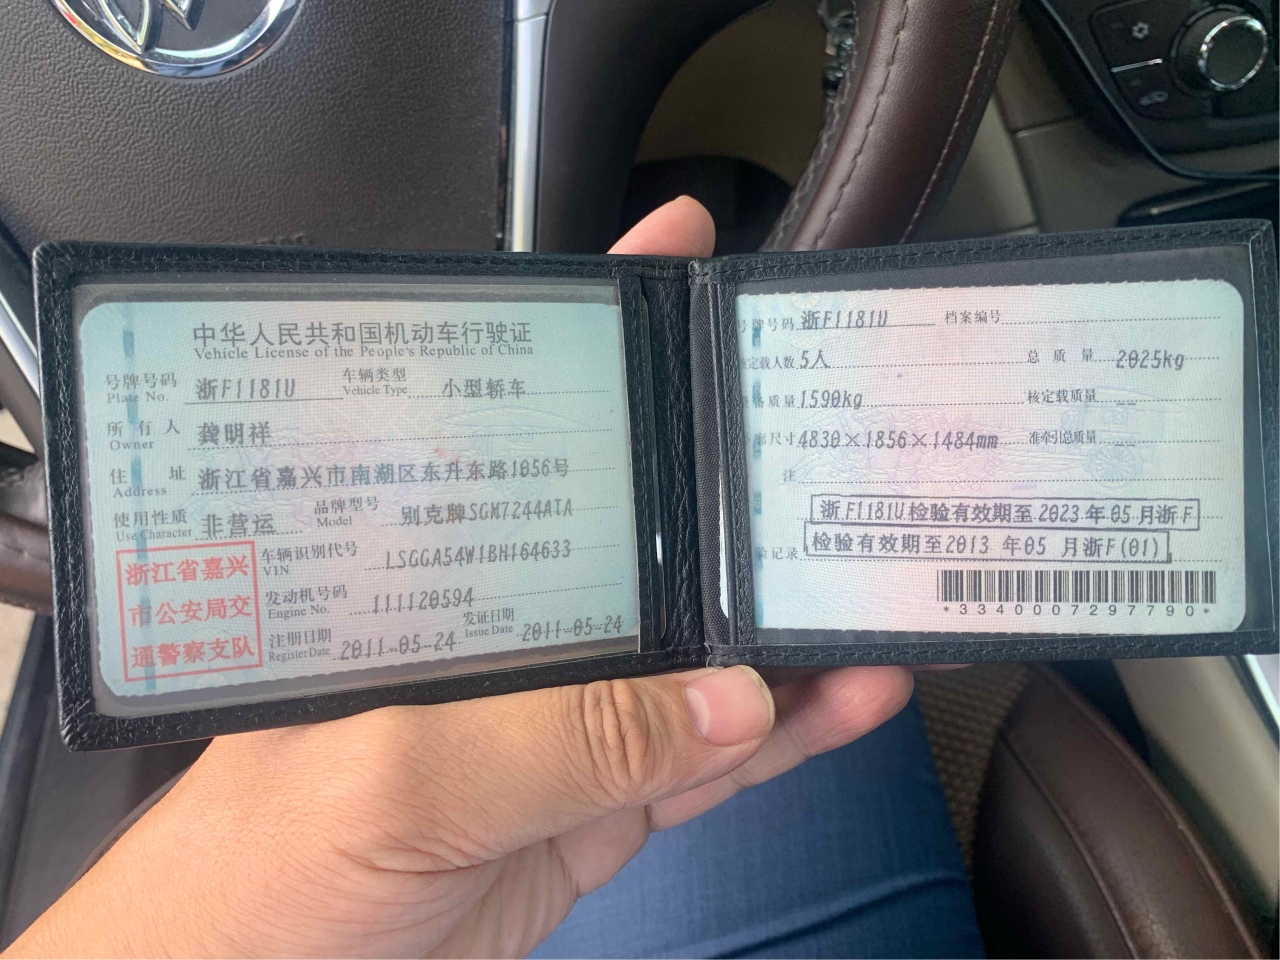 中华人民共和国机动车行驶证
Vehicle License of the People's Republic of China
号牌号码 浙F1181U 车辆类型 小型轿车
Plate No. Vehicle Type
所有人 龚明祥
Owner
住址 浙江省嘉兴市南湖区东升东路1056号
Address
使用性质 非营运 品牌型号 别克牌SGM7244ATA
Use Character Model
浙江省嘉兴
市公安局交
通警察支队
车辆识别代号 LSGGA54W1BH164633
VIN
发动机号码 111120594
Engine No.
注册日期 2011-05-24 发证日期 2011-05-24
Register Date Issue Date
号牌号码 浙F1181U 档案编号
定载人数 5人 总质量 2025kg
备质量 1590kg 核定载质量 --
廓尺寸 4830×1856×1484mm 准牵引总质量 --
注
浙F1181U检验有效期至2023年05月浙F
验记录 检验有效期至2013 年05 月浙F(01)
*3340007297790*